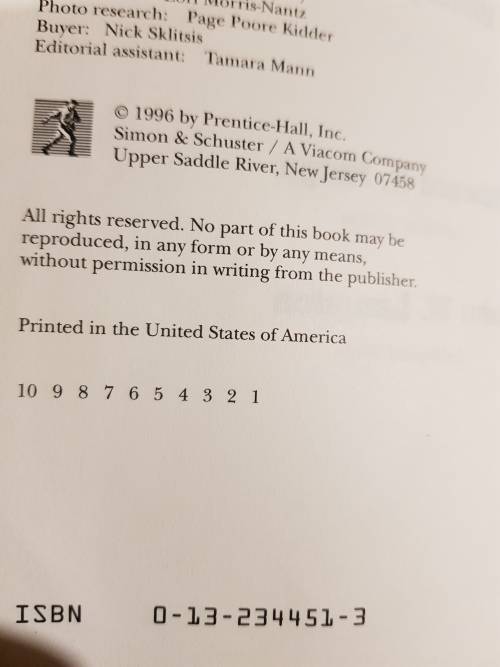 Morris-Nantz
Photo research: Page Poore Kidder
Buyer: Nick Sklitsis
Editorial assistant: Tamara Mann
© 1996 by Prentice-Hall, Inc.
Simon & Schuster / A Viacom Company
Upper Saddle River, New Jersey 07458
All rights reserved. No part of this book may be
reproduced, in any form or by any means,
without permission in writing from the publisher.
Printed in the United States of America
10 9 8 7 6 5 4 3 2 1
ISBN 0-13-234451-3